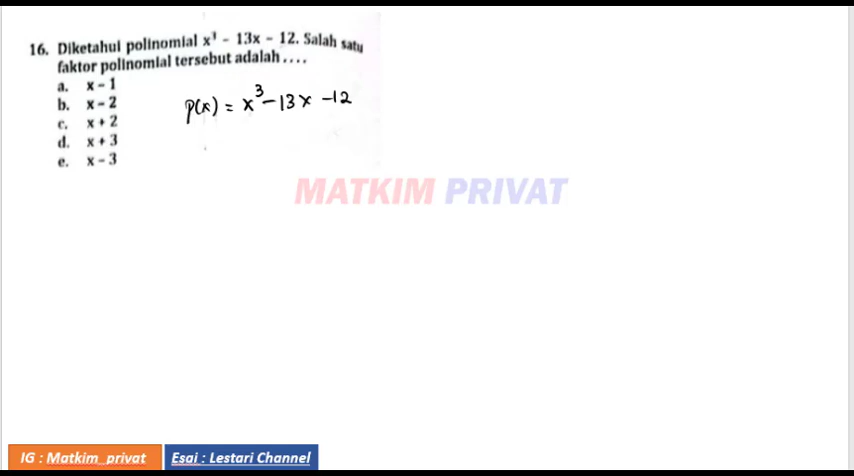 16. Diketahui polinomial x³ - 13x - 12. Salah satu
faktor polinomial tersebut adalah ....
a. x - 1
b. x - 2
c. x + 2
d. x + 3
e. x - 3
p(x) = x³ - 13x - 12
MATKIM PRIVAT
IG : Matkim_privat
Esai : Lestari Channel